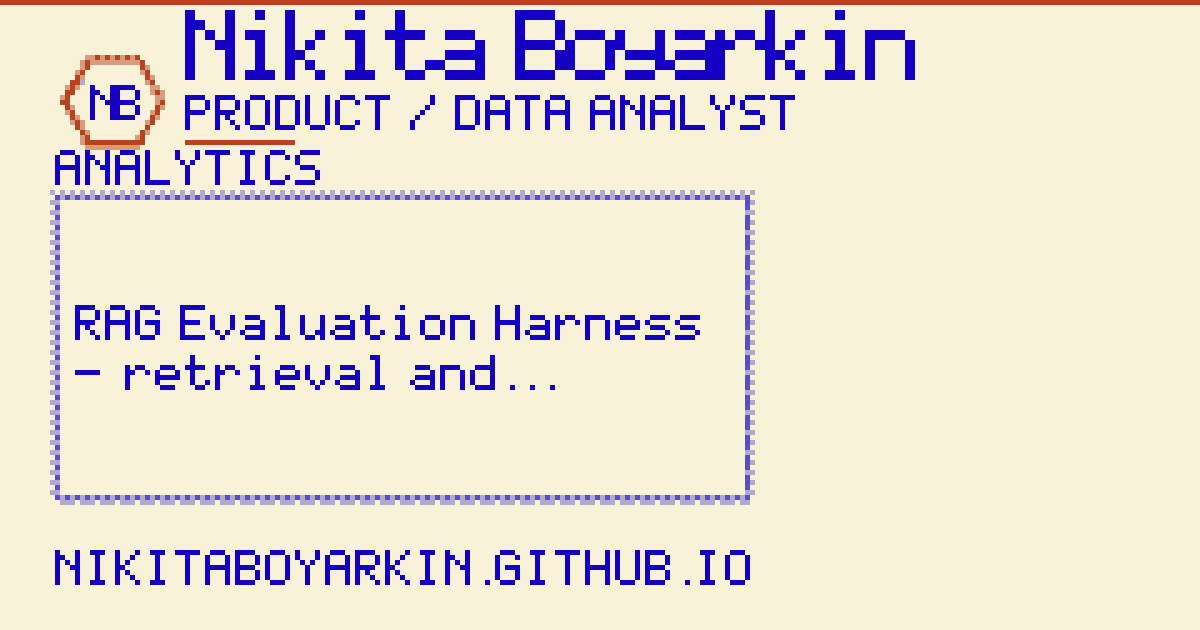 Nikita Boyarkin
NB
PRODUCT / DATA ANALYST
ANALYTICS
RAG Evaluation Harness
- retrieval and...
NIKITABOYARKIN.GITHUB.IO